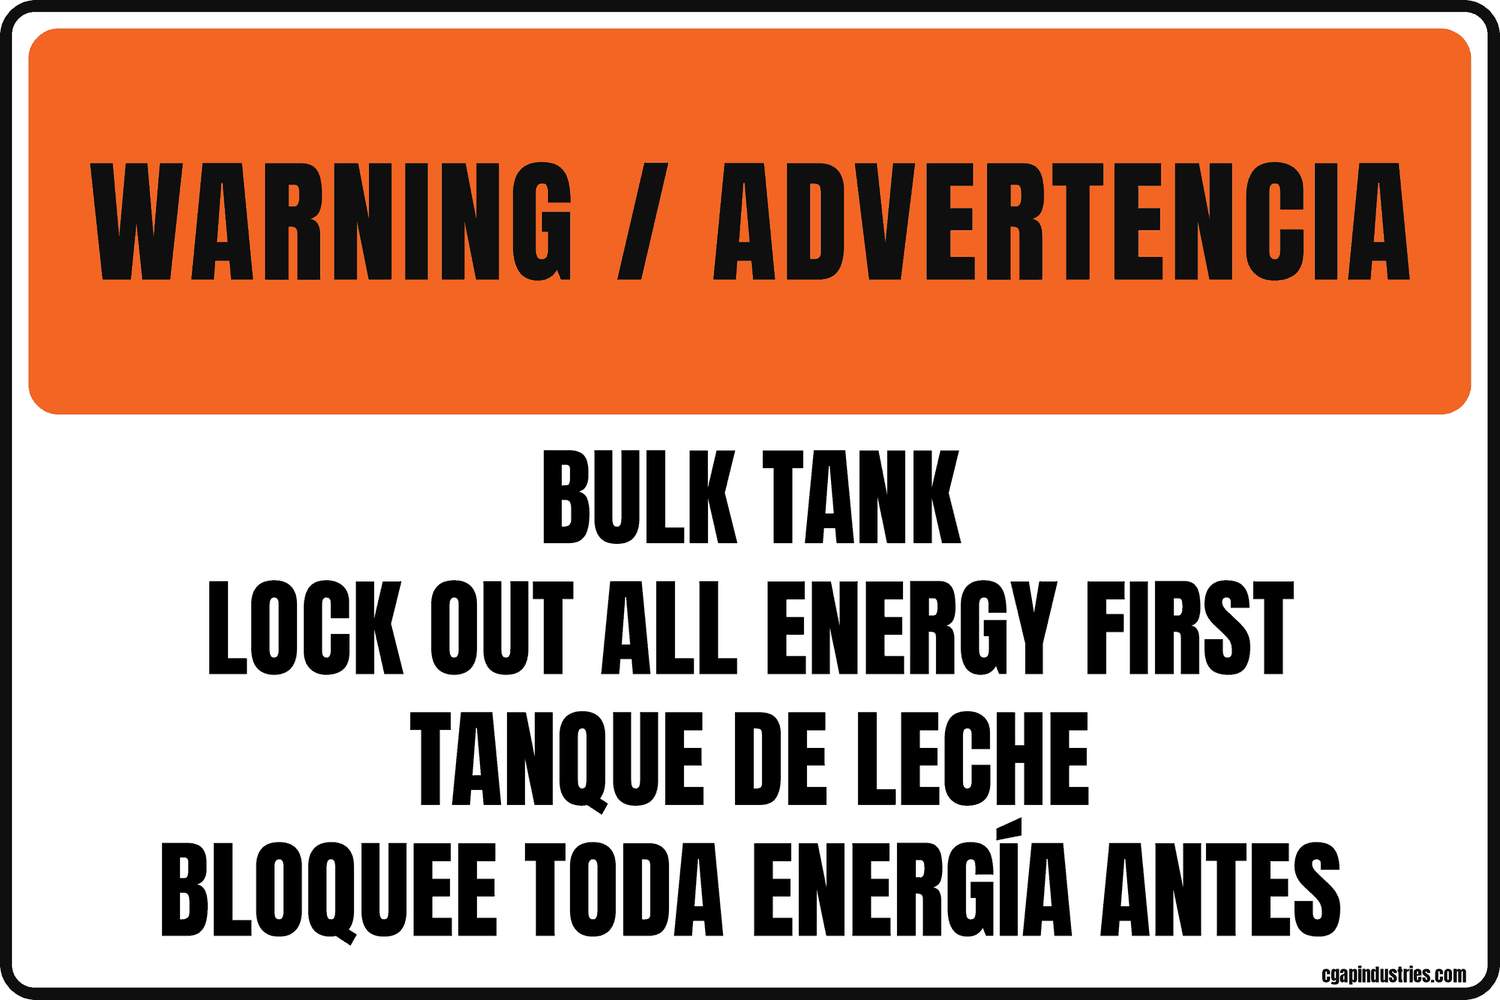 WARNING / ADVERTENCIA
BULK TANK
LOCK OUT ALL ENERGY FIRST
TANQUE DE LECHE
BLOQUEE TODA ENERGÍA ANTES
cgapindustries.com